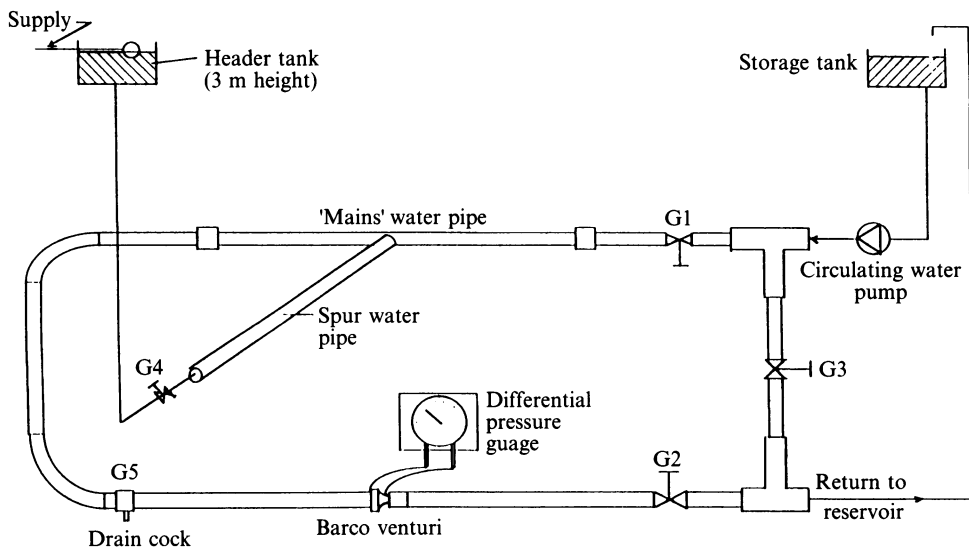 Supply
Header tank
(3 m height)
Storage tank
'Mains' water pipe
G1
Circulating water
pump
Spur water
pipe
G4
G3
Differential
pressure
guage
G5
G2
Drain cock
Barco venturi
Return to
reservoir